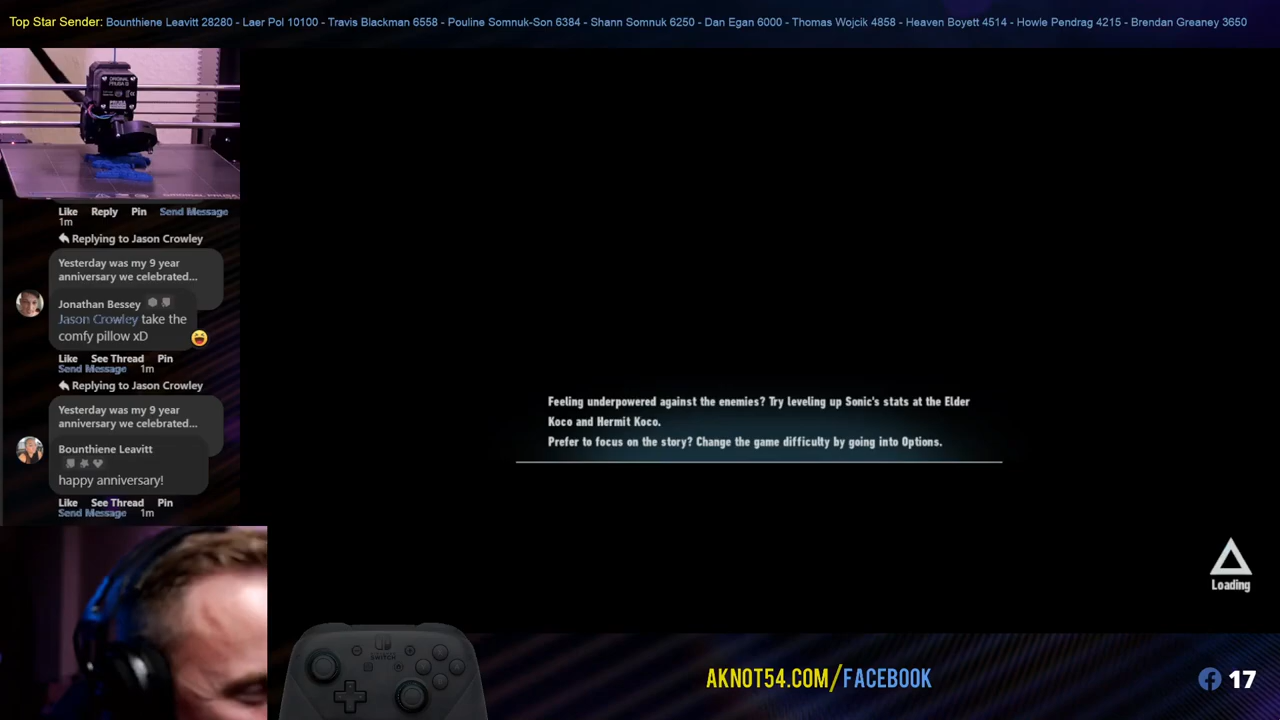 Top Star Sender: Bounthiene Leavitt 28280 - Laer Pol 10100 - Travis Blackman 6558 - Pouline Somnuk-Son 6384 - Shann Somnuk 6250 - Dan Egan 6000 - Thomas Wojcik 4858 - Heaven Boyett 4514 - Howle Pendrag 4215 - Brendan Greaney 3650
ORIGINAL
PRUSA
PRUSA
Like Reply Pin Send Message
1m
Replying to Jason Crowley
Yesterday was my 9 year
anniversary we celebrated...
Jonathan Bessey
Jason Crowley take the
comfy pillow xD
Like See Thread Pin
Send Message 1m
Replying to Jason Crowley
Yesterday was my 9 year
anniversary we celebrated...
Bounthiene Leavitt
happy anniversary!
Like See Thread Pin
Send Message 1m
Feeling underpowered against the enemies? Try leveling up Sonic's stats at the Elder
Koco and Hermit Koco.
Prefer to focus on the story? Change the game difficulty by going into Options.
Loading
SWITCH
AKNOT54.COM/FACEBOOK
17